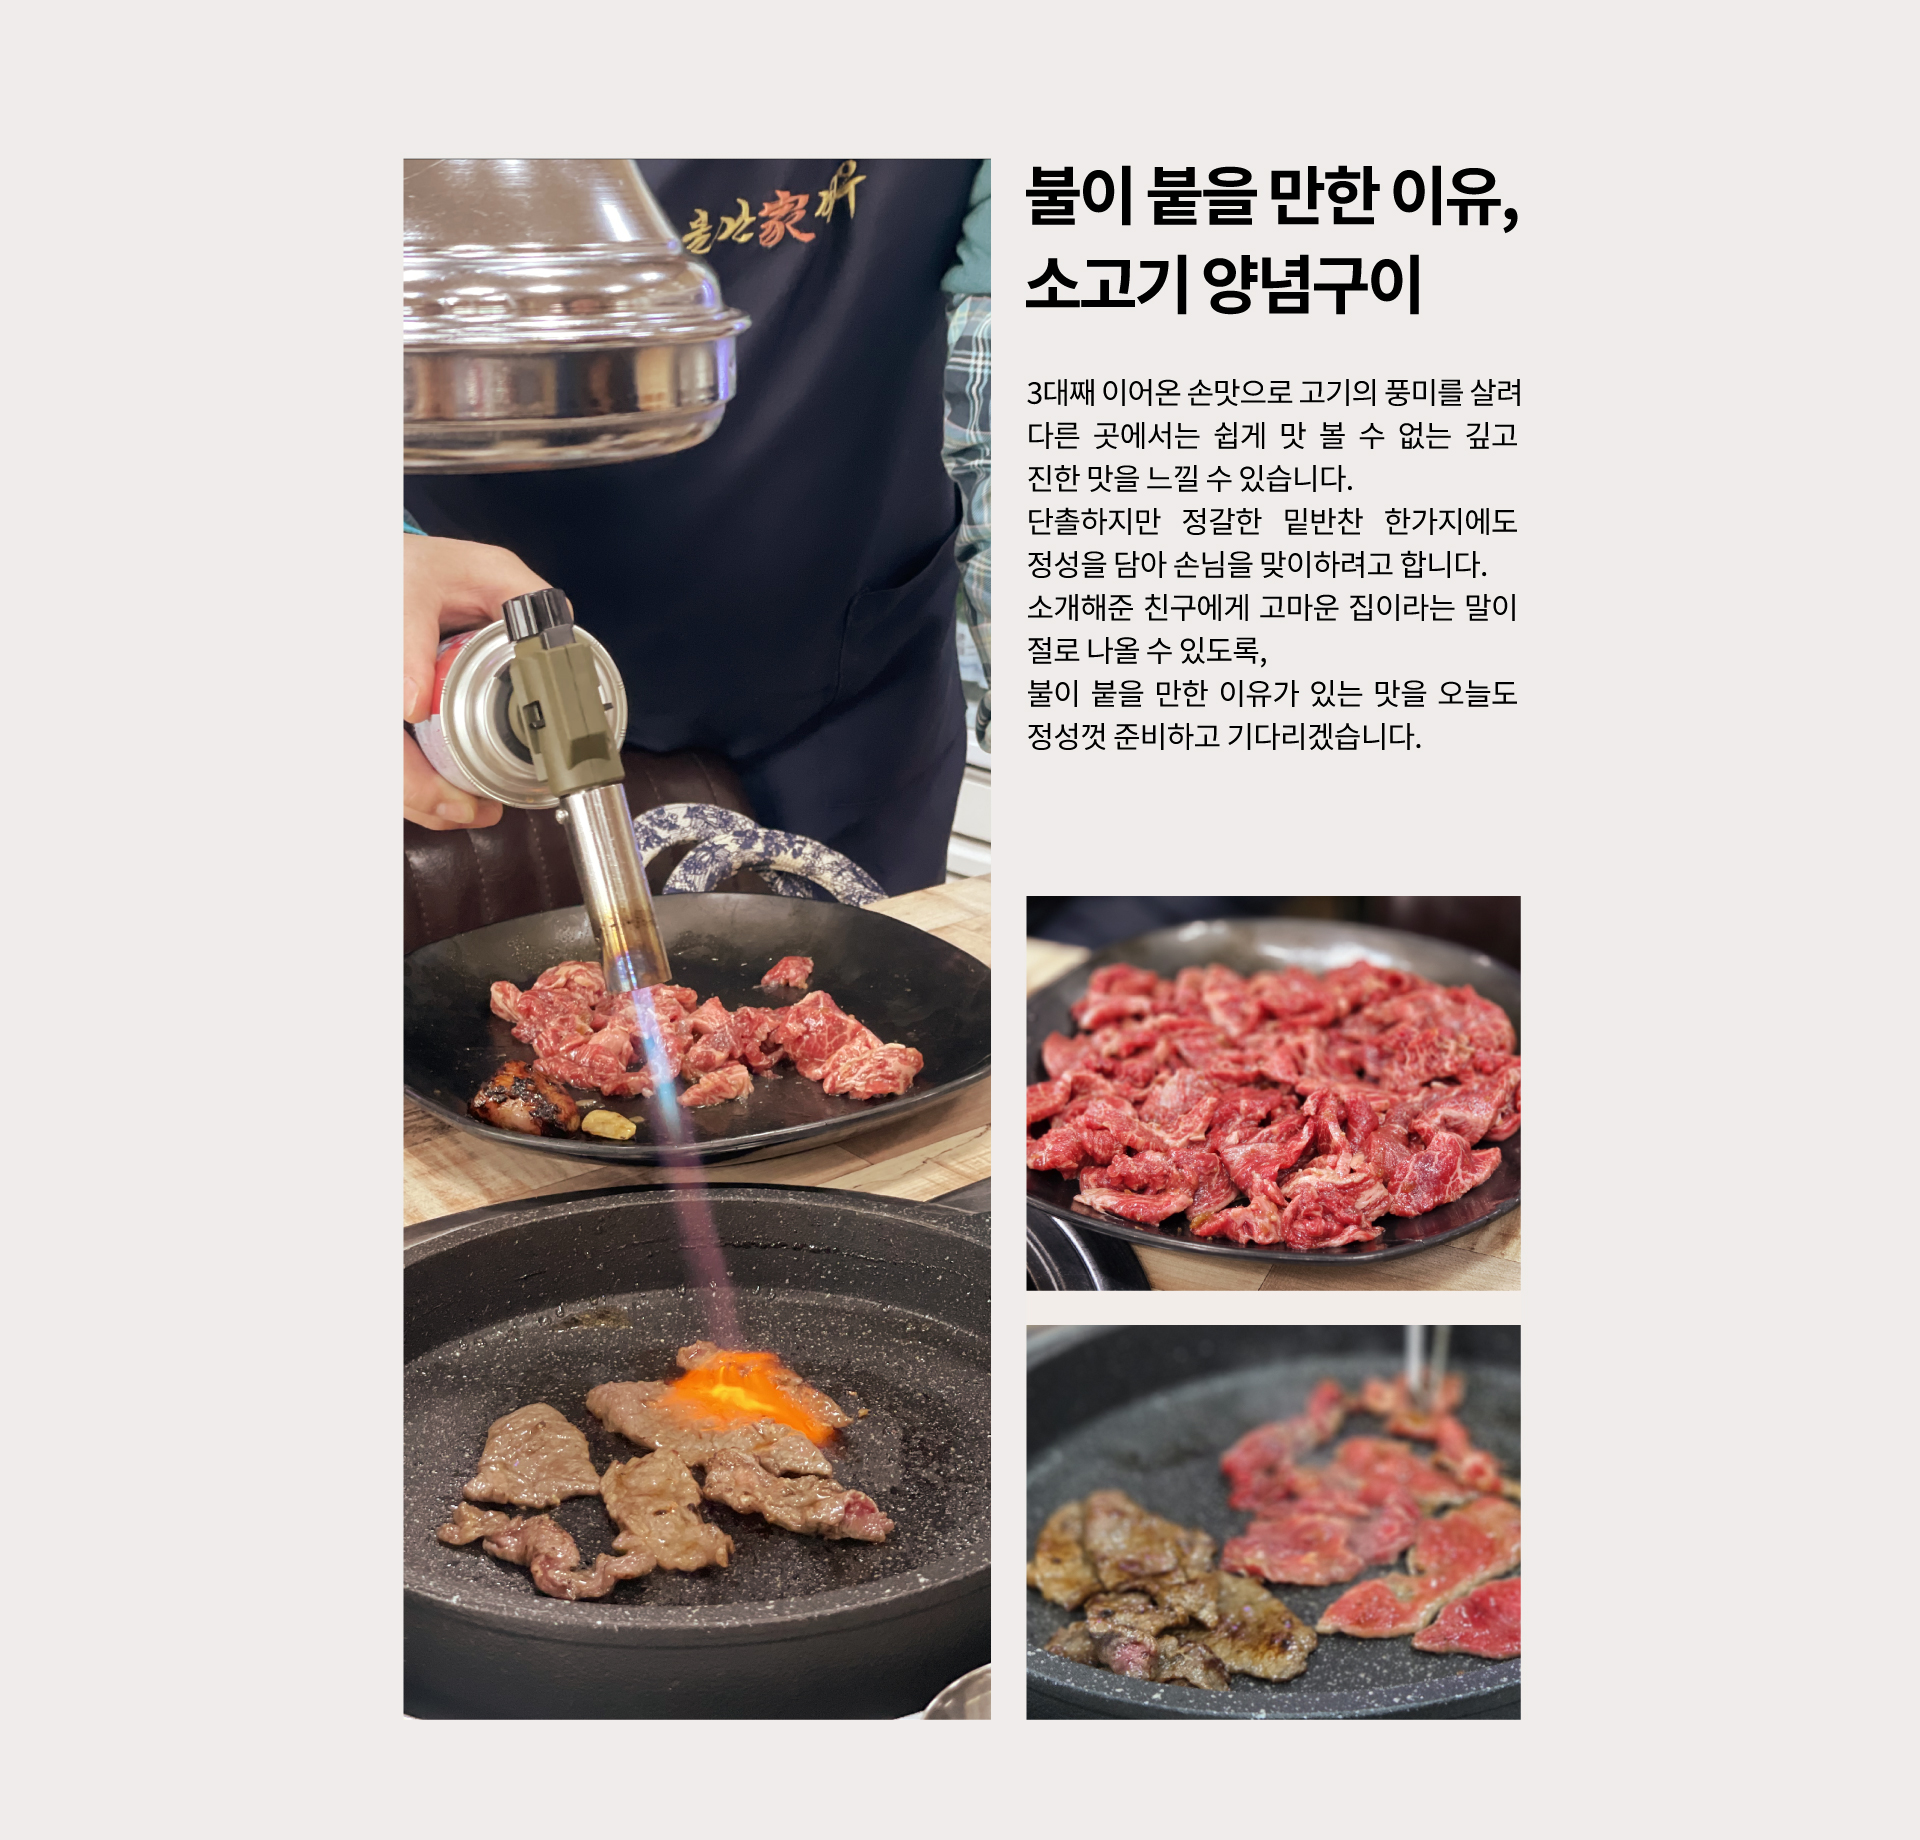 불이 붙을 만한 이유,
소고기 양념구이
3대째 이어온 손맛으로 고기의 풍미를 살려
다른 곳에서는 쉽게 맛 볼 수 없는 깊고
진한 맛을 느낄 수 있습니다.
단촐하지만 정갈한 밑반찬 한가지에도
정성을 담아 손님을 맞이하려고 합니다.
소개해준 친구에게 고마운 집이라는 말이
절로 나올 수 있도록,
불이 붙을 만한 이유가 있는 맛을 오늘도
정성껏 준비하고 기다리겠습니다.
家